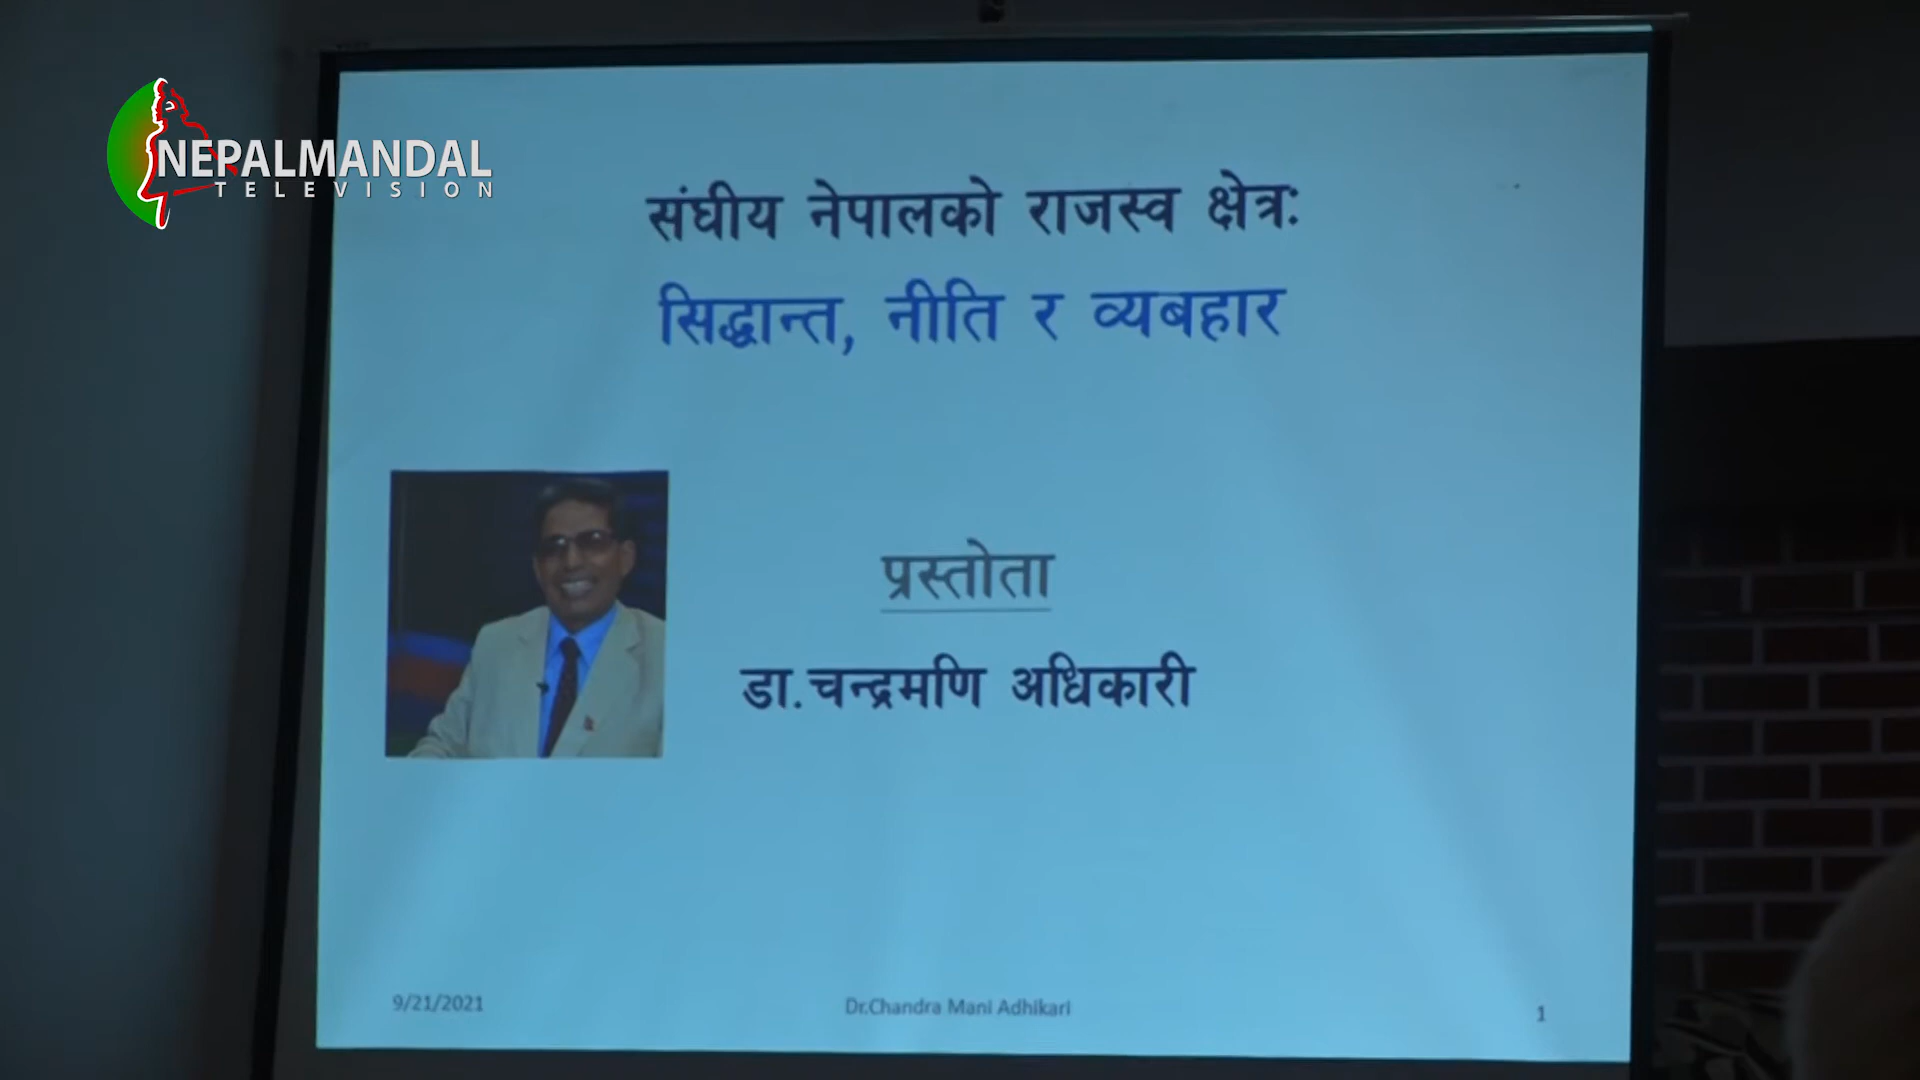 NEPALMANDAL
TELEVISION
संघीय नेपालको राजस्व क्षेत्र:
सिद्धान्त, नीति र व्यबहार
प्रस्तोता
डा.चन्द्रमणि अधिकारी
9/21/2021
Dr.Chandra Mani Adhikari
1